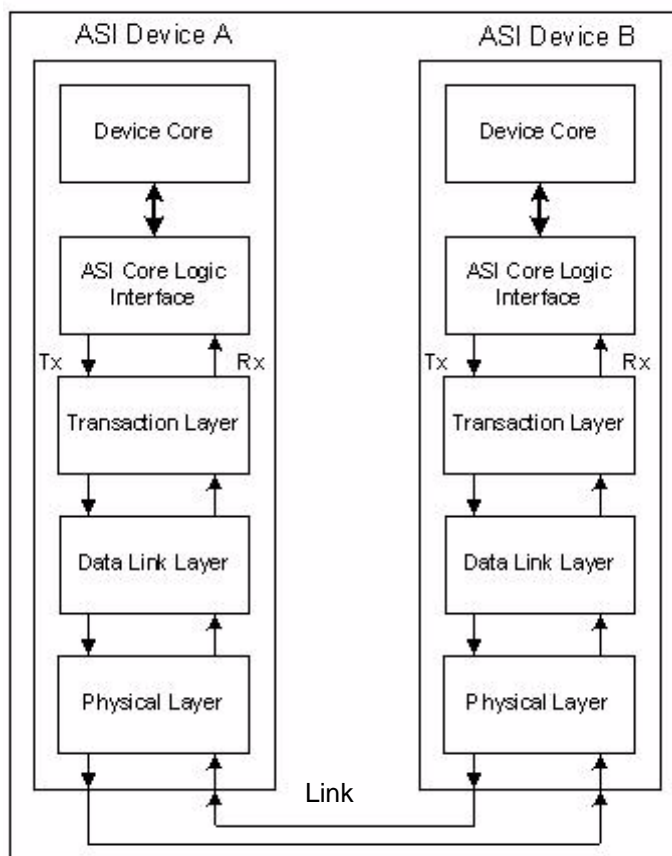 ASI Device A
Device Core
ASI Core Logic
Interface
Tx
Rx
Transaction Layer
Data Link Layer
Physical Layer
ASI Device B
Device Core
ASI Core Logic
Interface
Tx
Rx
Transaction Layer
Data Link Layer
Physical Layer
Link